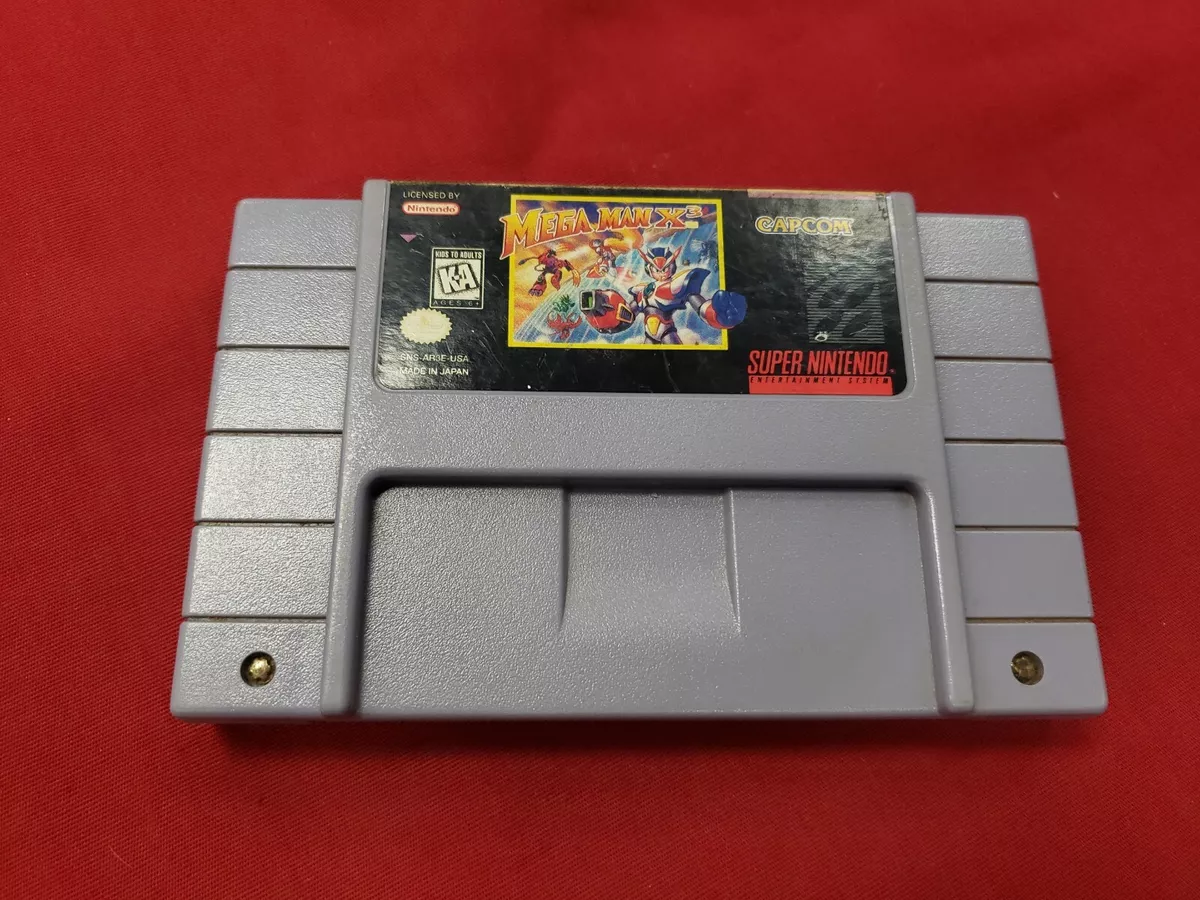 LICENSED BY
Nintendo
MEGA MAN X3
CAPCOM
KIDS TO ADULTS
K-A
AGES 6+
SNS-AR3E-USA
MADE IN JAPAN
SUPER NINTENDO
ENTERTAINMENT SYSTEM